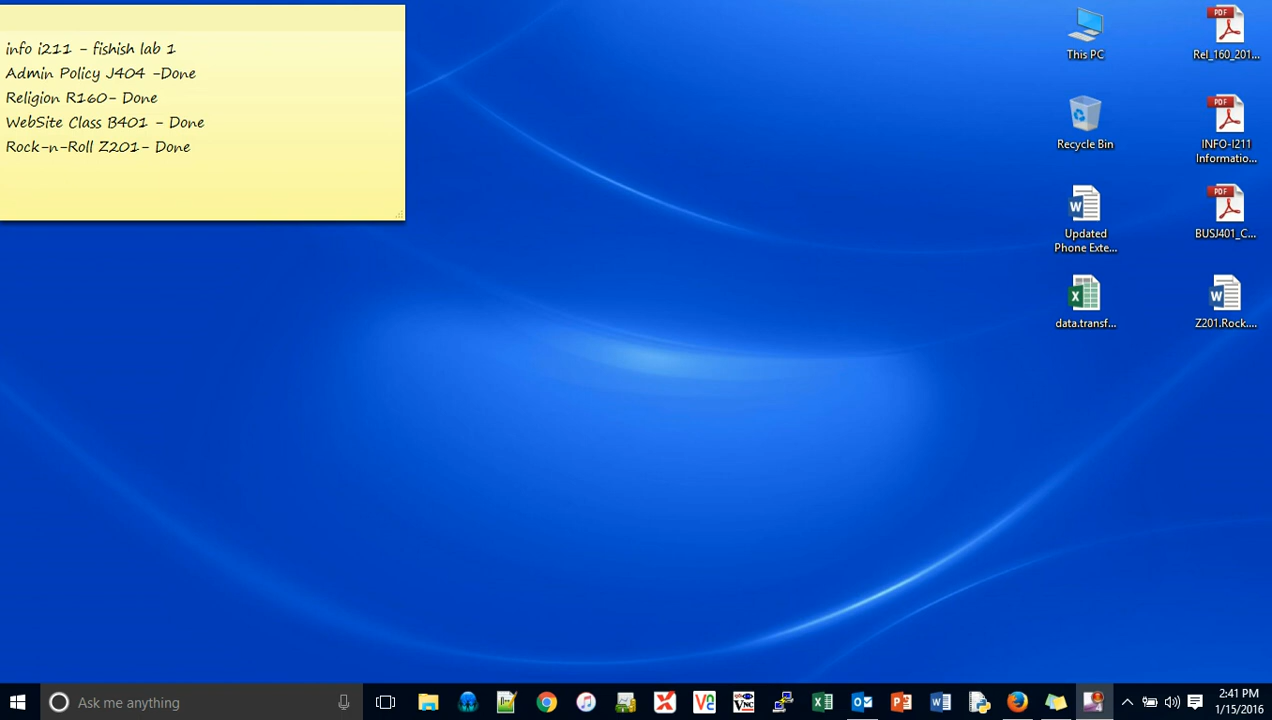 info i211 - fishish lab 1
Admin Policy J404 -Done
Religion R160- Done
WebSite Class B401 - Done
Rock-n-Roll Z201- Done
This PC
Rel_160_201...
Recycle Bin
INFO-I211
Informatio...
Updated
Phone Exte...
BUSJ401_C...
data.transf...
Z201.Rock....
Ask me anything
2:41 PM
1/15/2016